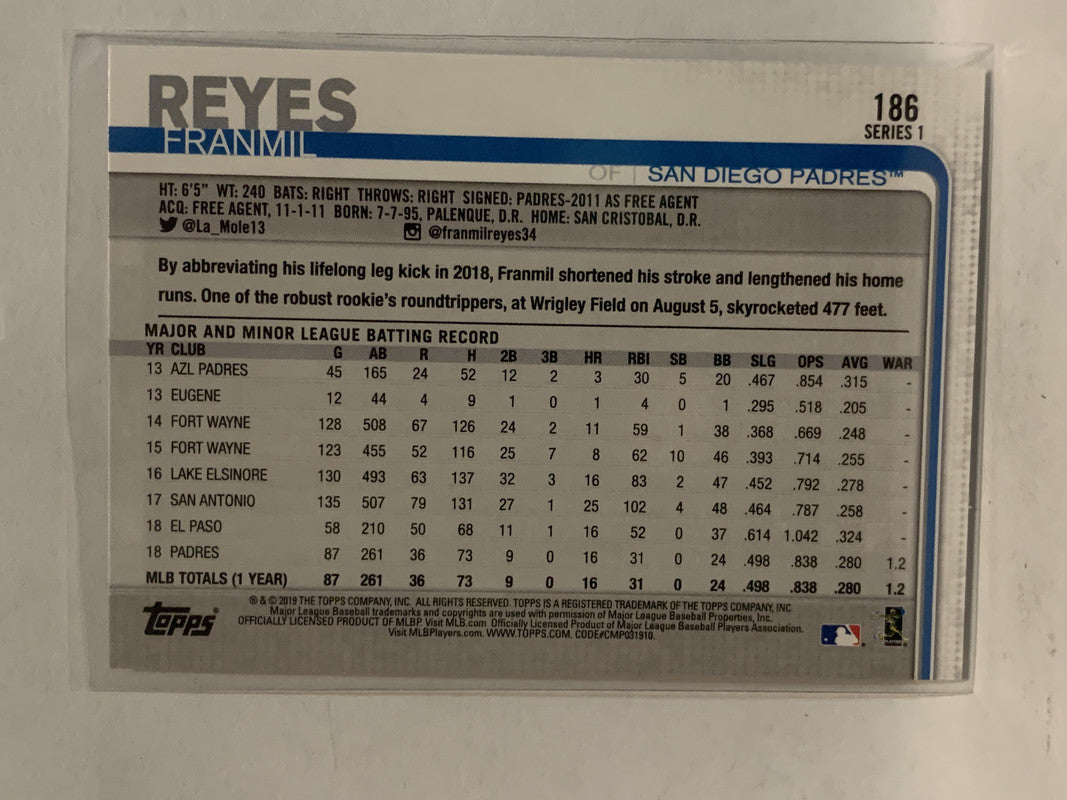 REYES
FRANMIL
186
SERIES 1
OF | SAN DIEGO PADRES™
HT: 6'5" WT: 240 BATS: RIGHT THROWS: RIGHT SIGNED: PADRES-2011 AS FREE AGENT
ACQ: FREE AGENT, 11-1-11 BORN: 7-7-95, PALENQUE, D.R. HOME: SAN CRISTOBAL, D.R.
@La_Mole13 @franmilreyes34
By abbreviating his lifelong leg kick in 2018, Franmil shortened his stroke and lengthened his home
runs. One of the robust rookie's roundtrippers, at Wrigley Field on August 5, skyrocketed 477 feet.
MAJOR AND MINOR LEAGUE BATTING RECORD
YR CLUB G AB R H 2B 3B HR RBI SB BB SLG OPS AVG WAR
13 AZL PADRES 45 165 24 52 12 2 3 30 5 20 .467 .854 .315 -
13 EUGENE 12 44 4 9 1 0 1 4 0 1 .295 .518 .205 -
14 FORT WAYNE 128 508 67 126 24 2 11 59 1 38 .368 .669 .248 -
15 FORT WAYNE 123 455 52 116 25 7 8 62 10 46 .393 .714 .255 -
16 LAKE ELSINORE 130 493 63 137 32 3 16 83 2 47 .452 .792 .278 -
17 SAN ANTONIO 135 507 79 131 27 1 25 102 4 48 .464 .787 .258 -
18 EL PASO 58 210 50 68 11 1 16 52 0 37 .614 1.042 .324 -
18 PADRES 87 261 36 73 9 0 16 31 0 24 .498 .838 .280 1.2
MLB TOTALS (1 YEAR) 87 261 36 73 9 0 16 31 0 24 .498 .838 .280 1.2
Topps®
® & © 2019 THE TOPPS COMPANY, INC. ALL RIGHTS RESERVED. TOPPS IS A REGISTERED TRADEMARK OF THE TOPPS COMPANY, INC.
Major League Baseball trademarks and copyrights are used with permission of Major League Baseball Properties, Inc.
OFFICIALLY LICENSED PRODUCT OF MLBP. Visit MLB.com Officially Licensed Product of Major League Baseball Players Association.
Visit MLBPlayers.com. WWW.TOPPS.COM. CODE#CMP031910.